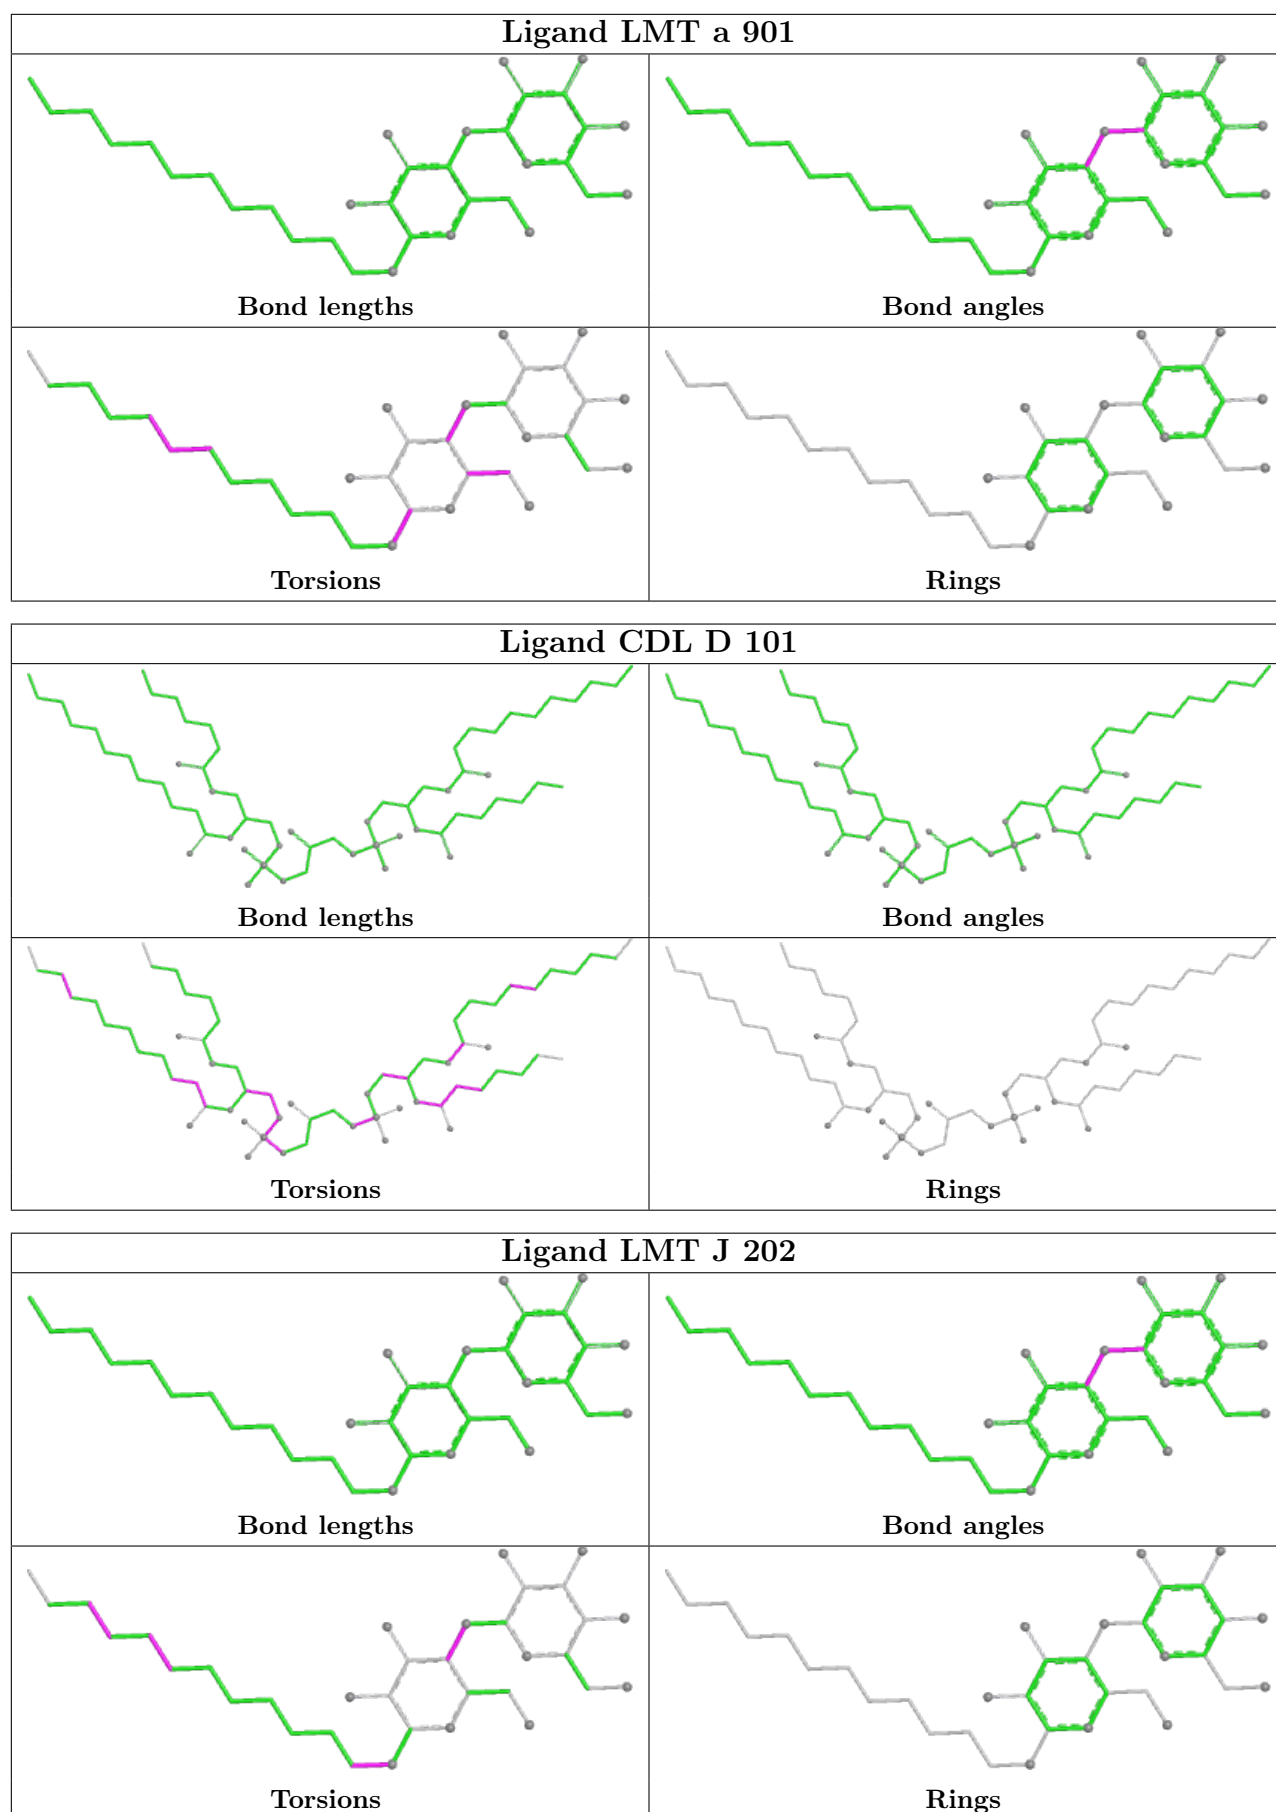 Ligand LMT a 901
Bond lengths
Bond angles
Torsions
Rings
Ligand CDL D 101
Bond lengths
Bond angles
Torsions
Rings
Ligand LMT J 202
Bond lengths
Bond angles
Torsions
Rings